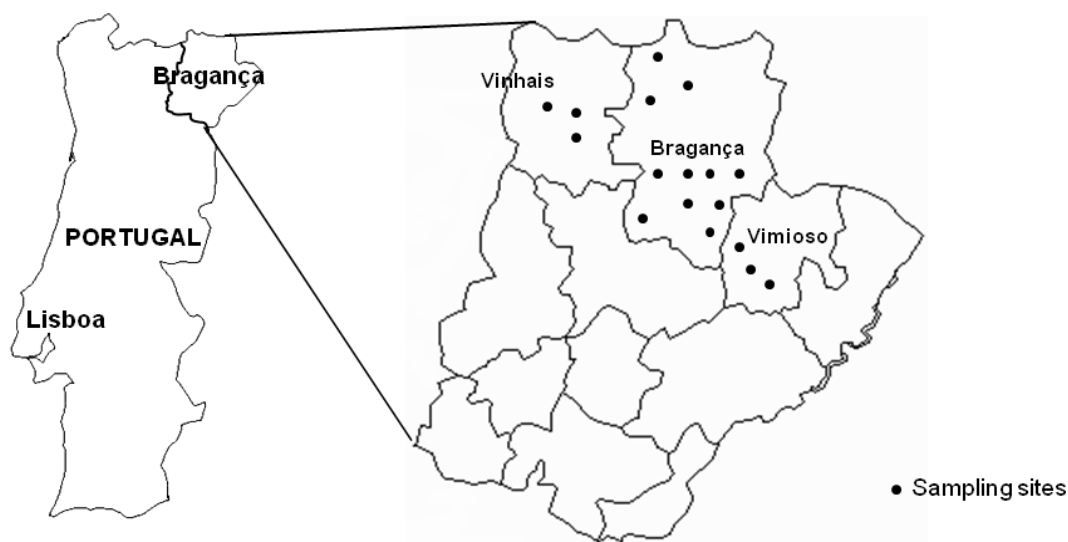 Bragança
PORTUGAL
Lisboa
Vinhais
Bragança
Vimioso
Sampling sites